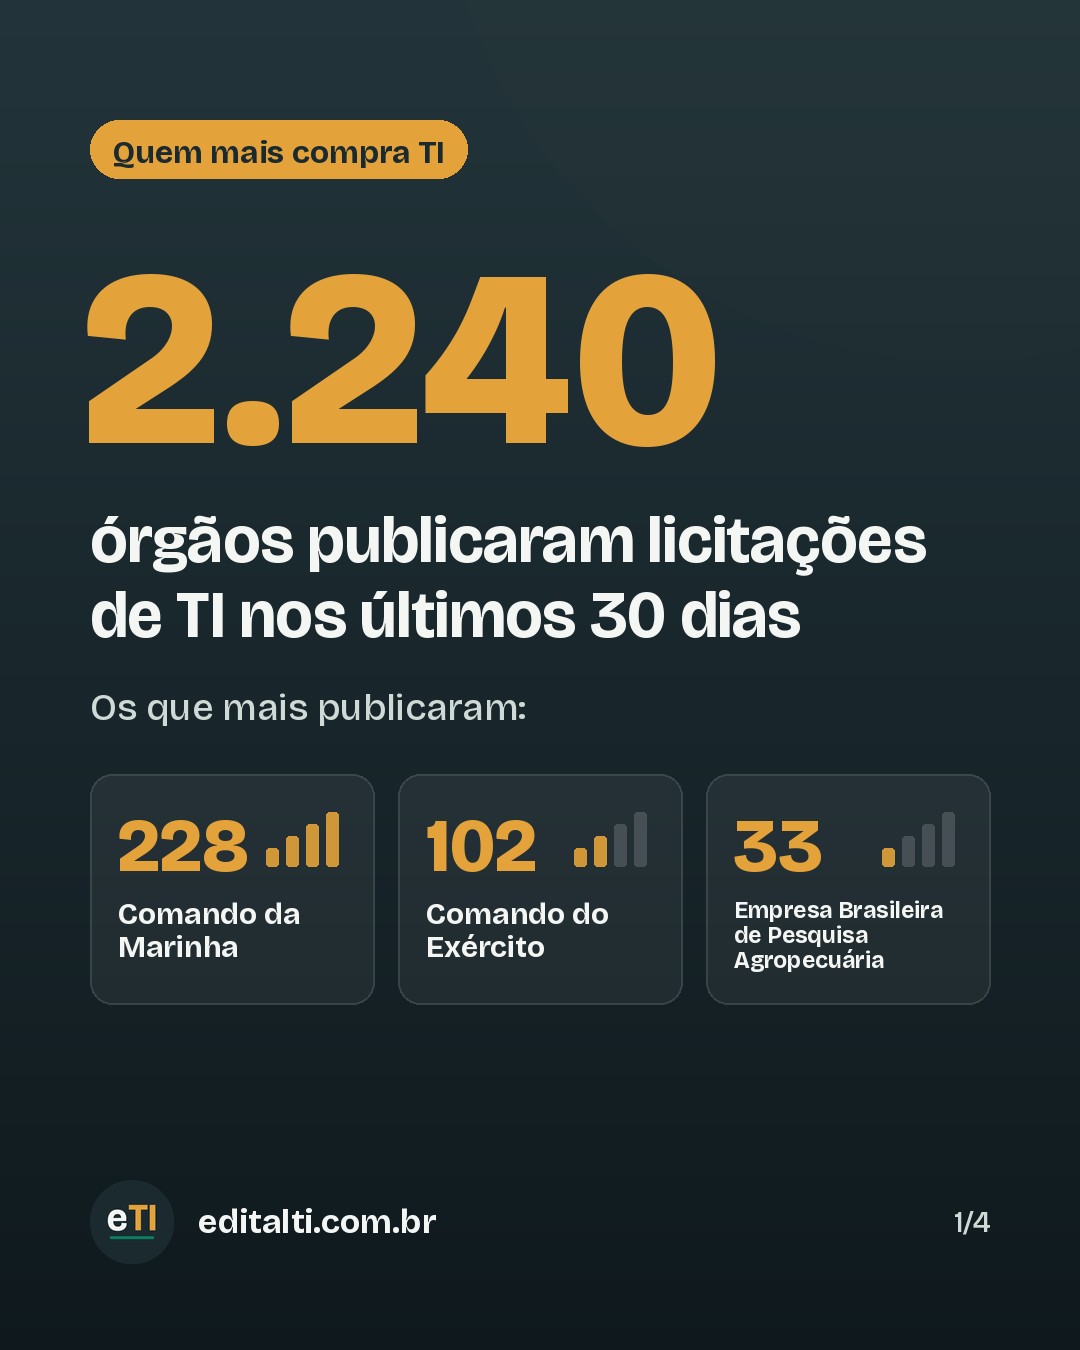 Quem mais compra TI
2.240
órgãos publicaram licitações
de TI nos últimos 30 dias
Os que mais publicaram:
228
Comando da
Marinha
102
Comando do
Exército
33
Empresa Brasileira
de Pesquisa
Agropecuária
eTI
editalti.com.br
1/4